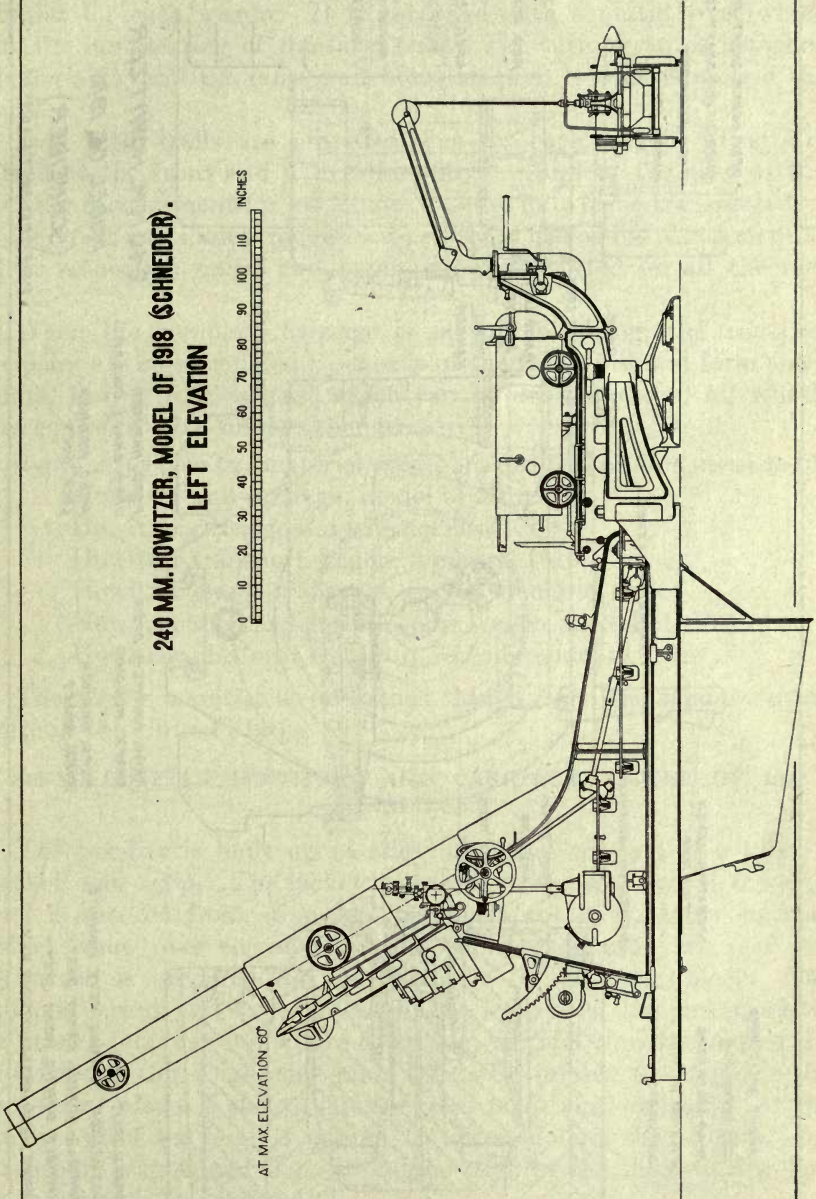 240 MM. HOWITZER, MODEL OF 1918 (SCHNEIDER).
LEFT ELEVATION
0 10 20 30 40 50 60 70 80 90 100 110 INCHES
AT MAX. ELEVATION 60°